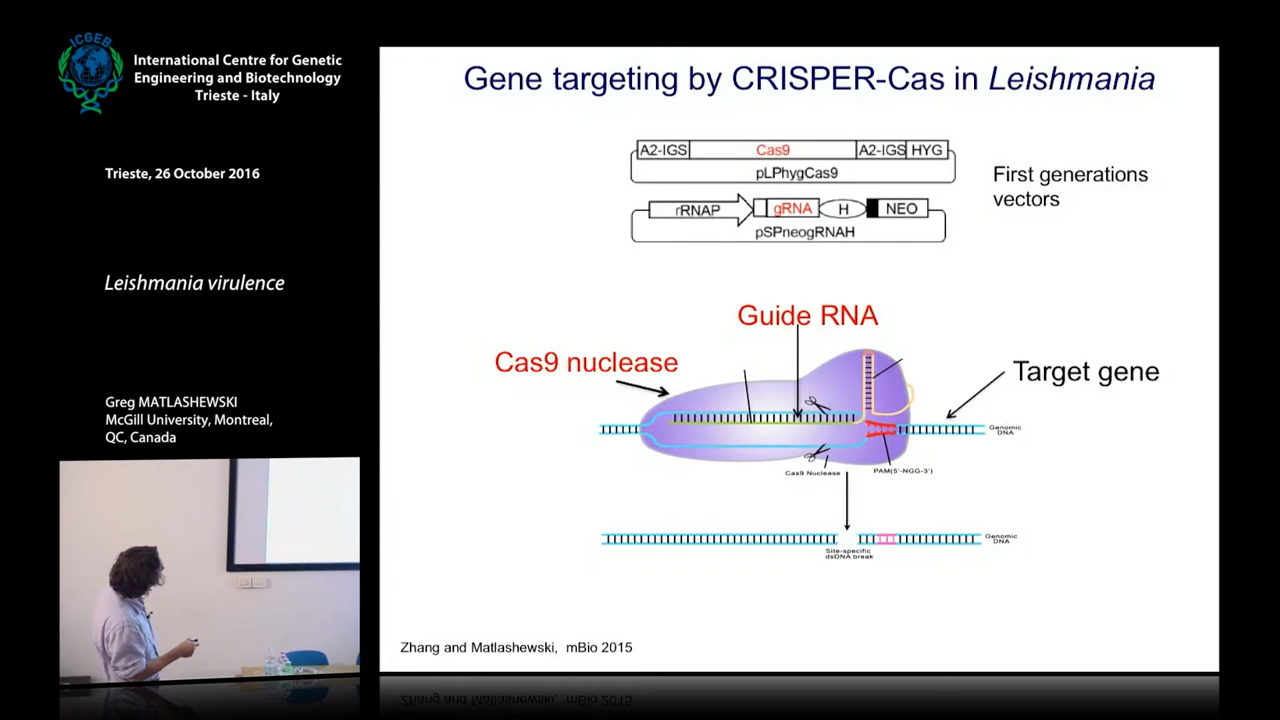 ICGEB
International Centre for Genetic
Engineering and Biotechnology
Trieste - Italy
Trieste, 26 October 2016
Leishmania virulence
Greg MATLASHEWSKI
McGill University, Montreal,
QC, Canada
Gene targeting by CRISPER-Cas in Leishmania
A2-IGS Cas9 A2-IGS HYG
pLPhygCas9
rRNAP gRNA H NEO
pSPneogRNAH
First generations
vectors
Guide RNA
Cas9 nuclease
Target gene
Genomic
DNA
Cas9 Nuclease
PAM(5'-NGG-3')
Genomic
DNA
Site-specific
dsDNA break
Zhang and Matlashewski, mBio 2015